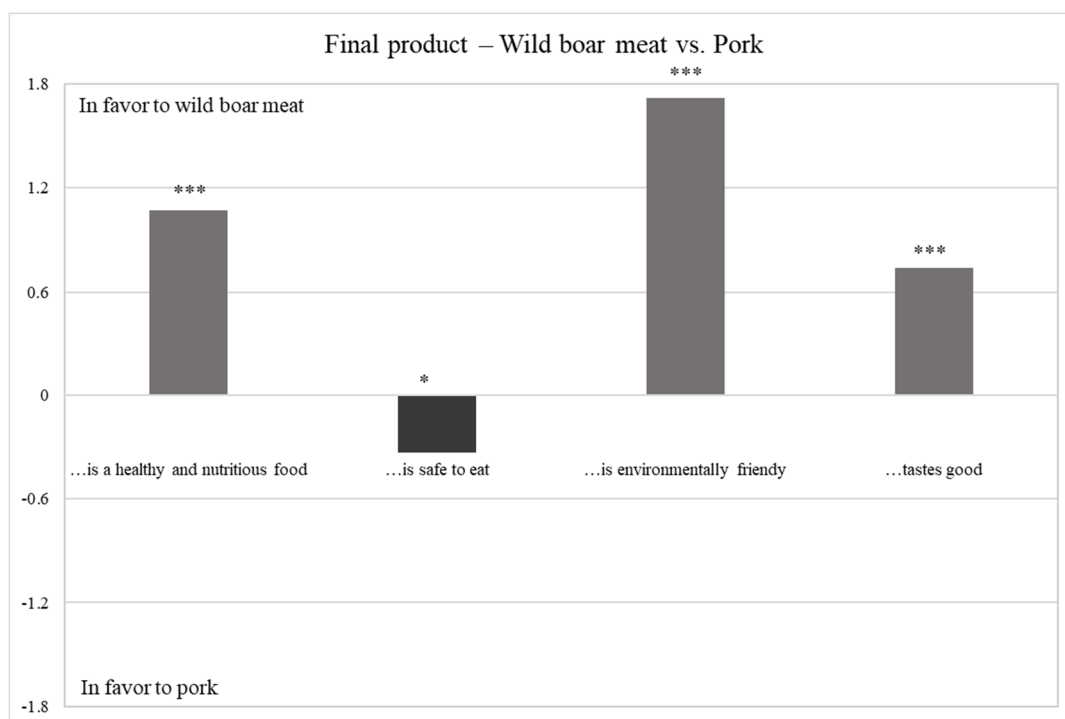 Final product – Wild boar meat vs. Pork
***
1.8
In favor to wild boar meat
1.2
***
***
0.6
0
*
…is a healthy and nutritious food
…is safe to eat
…is environmentally friendy
…tastes good
-0.6
-1.2
In favor to pork
-1.8